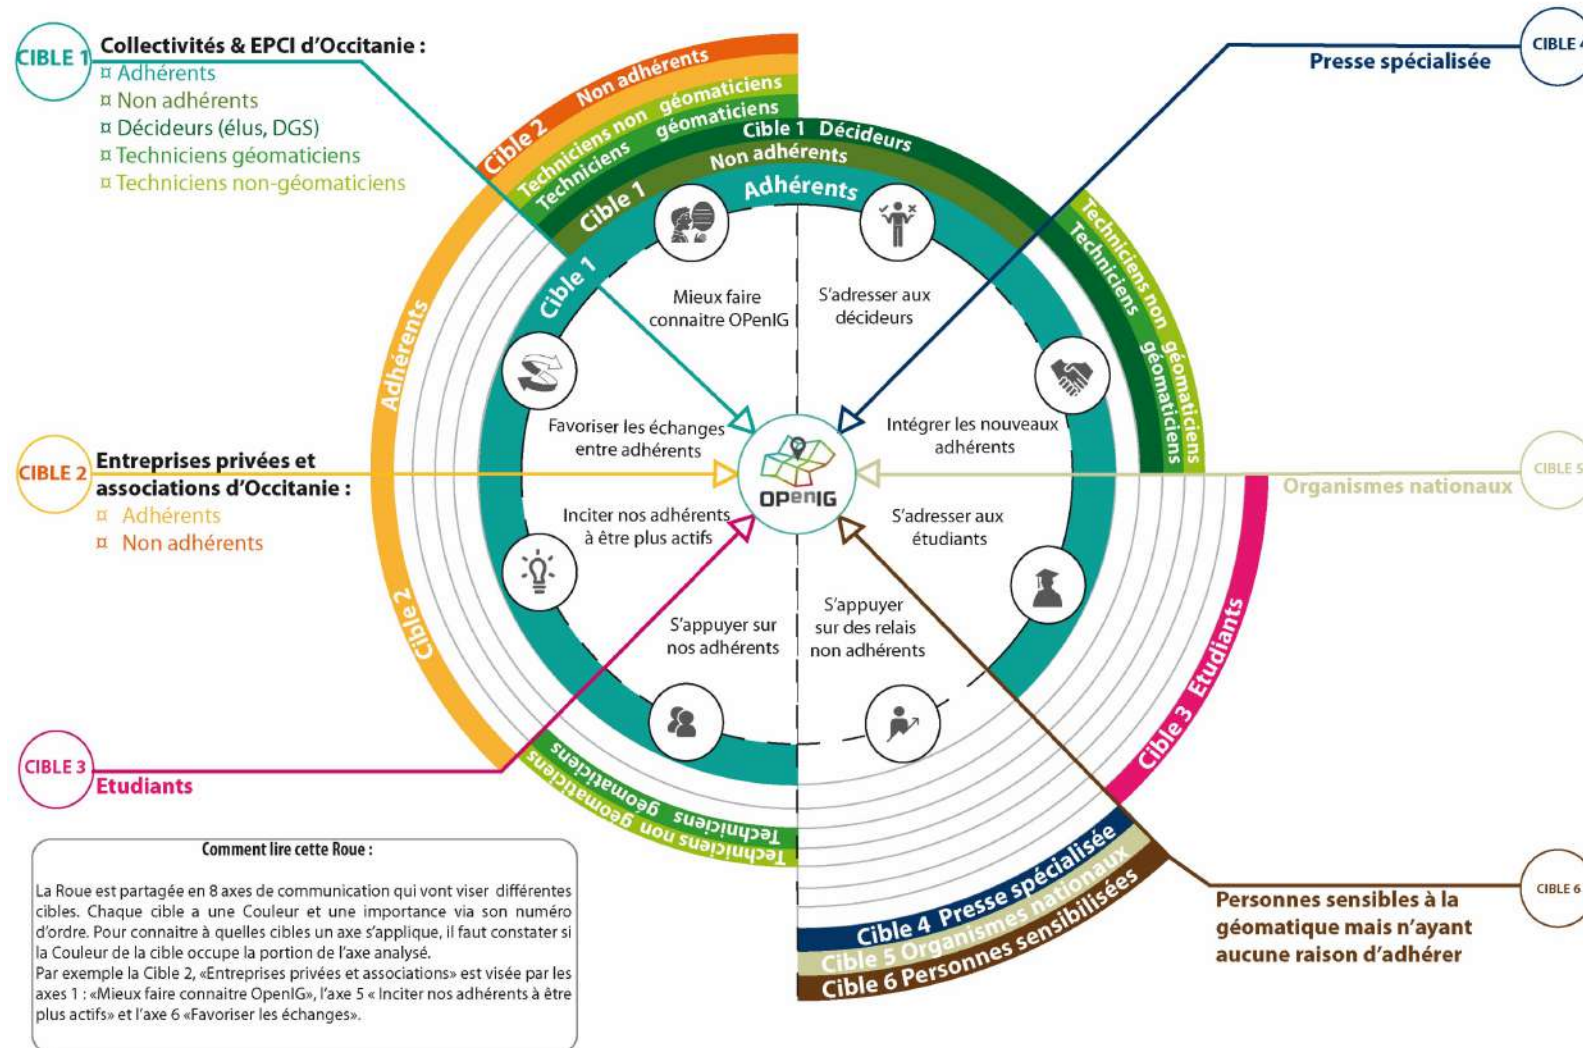 CIBLE 1
Collectivités & EPCI d'Occitanie :
¤ Adhérents
¤ Non adhérents
¤ Décideurs (élus, DGS)
¤ Techniciens géomaticiens
¤ Techniciens non-géomaticiens
CIBLE 4
Presse spécialisée
Cible 2 Non adhérents
Techniciens non géomaticiens
Techniciens géomaticiens
Cible 1 Décideurs
Cible 1 Non adhérents
Cible 1 Adhérents
Techniciens non géomaticiens
Techniciens géomaticiens
Adhérents
Cible 2
Mieux faire
connaitre OPenIG
S'adresser aux
décideurs
Favoriser les échanges
entre adhérents
Intégrer les nouveaux
adhérents
OPenIG
Inciter nos adhérents
à être plus actifs
S'adresser aux
étudiants
S'appuyer sur
nos adhérents
S'appuyer
sur des relais
non adhérents
CIBLE 2
Entreprises privées et
associations d'Occitanie :
¤ Adhérents
¤ Non adhérents
CIBLE 5
Organismes nationaux
Cible 3 Etudiants
CIBLE 3
Etudiants
Techniciens géomaticiens
Techniciens non géomaticiens
Cible 4 Presse spécialisée
Cible 5 Organismes nationaux
Cible 6 Personnes sensibilisées
CIBLE 6
Personnes sensibles à la
géomatique mais n'ayant
aucune raison d'adhérer
Comment lire cette Roue :
La Roue est partagée en 8 axes de communication qui vont viser différentes
cibles. Chaque cible a une Couleur et une importance via son numéro
d'ordre. Pour connaitre à quelles cibles un axe s'applique, il faut constater si
la Couleur de la cible occupe la portion de l'axe analysé.
Par exemple la Cible 2, «Entreprises privées et associations» est visée par les
axes 1 : «Mieux faire connaitre OpenIG», l'axe 5 « Inciter nos adhérents à être
plus actifs» et l'axe 6 «Favoriser les échanges».